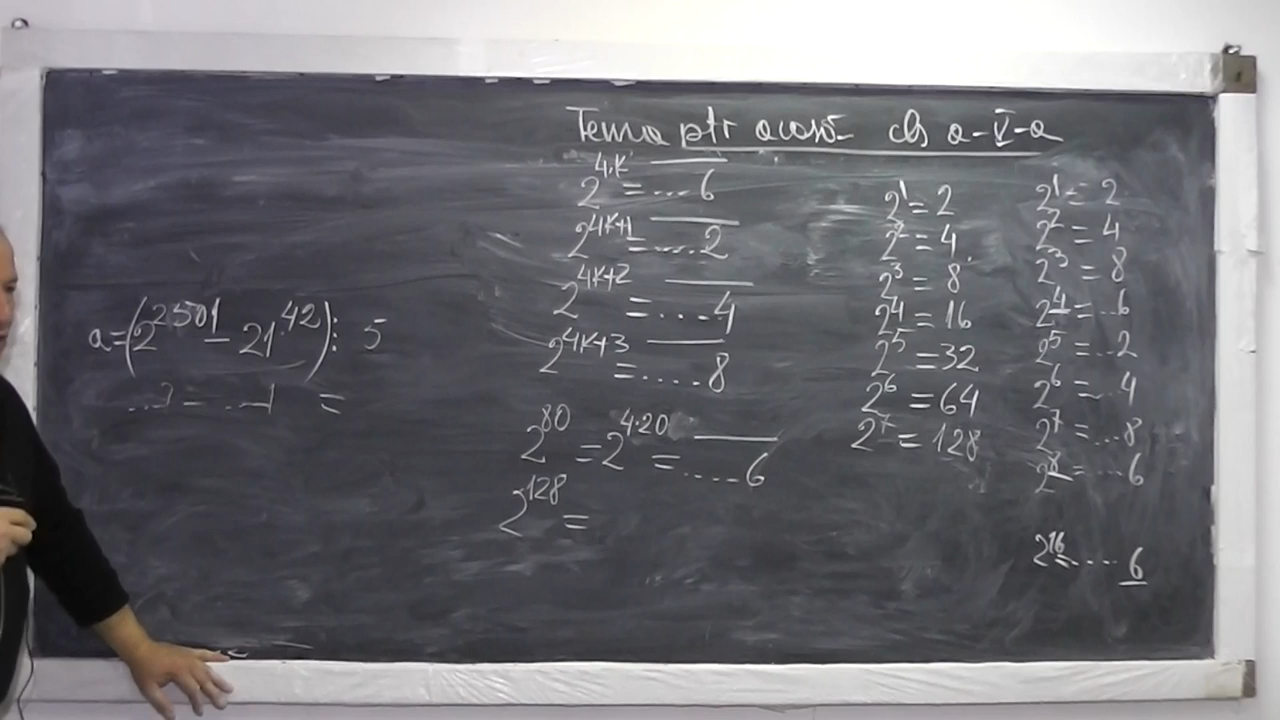 Tema ptr acasă cls a-V-a
a=(2^2501 - 21^42) ⋮ 5
...2 - ...1 =
2^4·K = ....6
2^4K+1 = .....2
2^4K+2 = ....4
2^4K+3 = .....8
2^80 = 2^4·20 = .....6
2^128 =
2^1 = 2
2^2 = 4
2^3 = 8
2^4 = 16
2^5 = 32
2^6 = 64
2^7 = 128
2^1 = 2
2^2 = 4
2^3 = 8
2^4 = ...6
2^5 = ...2
2^6 = ...4
2^7 = ...8
2^8 = ...6
2^16 = .... 6